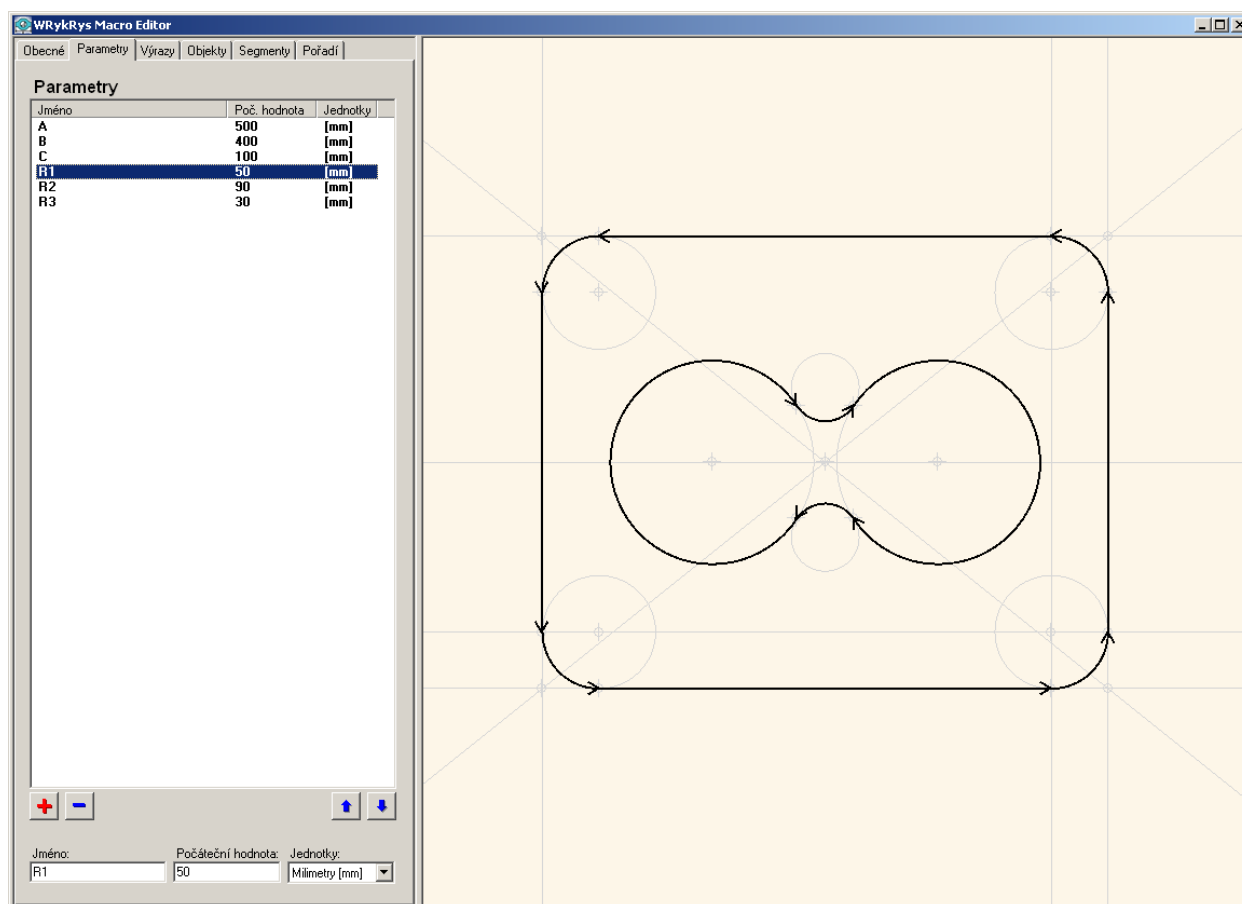 WRykRys Macro Editor
Obecné Parametry Výrazy Objekty Segmenty Pořadí
Parametry
Jméno Poč. hodnota Jednotky
A 500 [mm]
B 400 [mm]
C 100 [mm]
R1 50 [mm]
R2 90 [mm]
R3 30 [mm]
Jméno: Počáteční hodnota: Jednotky:
R1 50 Milimetry [mm]